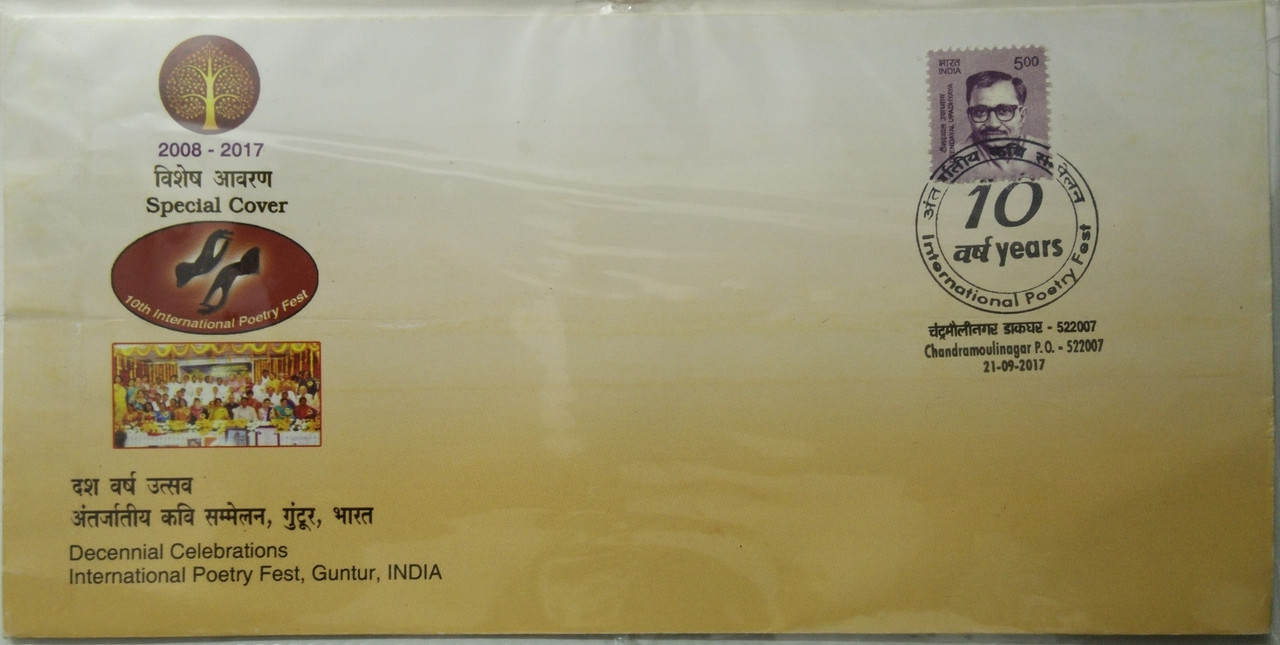 2008 - 2017
विशेष आवरण
Special Cover
10th International Poetry Fest
दश वर्ष उत्सव
अंतर्जातीय कवि सम्मेलन, गुंटूर, भारत
Decennial Celebrations
International Poetry Fest, Guntur, INDIA
भारत 500
INDIA
कवि
10
वर्ष years
International Poetry Fest
चंद्रमौलीनगर डाकघर - 522007
Chandramoulinagar P.O. - 522007
21-09-2017